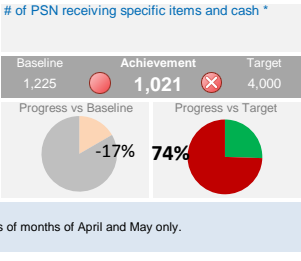 # of PSN receiving specific items and cash *
Baseline Achievement Target
1,225 1,021 4,000
Progress vs Baseline Progress vs Target
-17% 74%
s of months of April and May only.